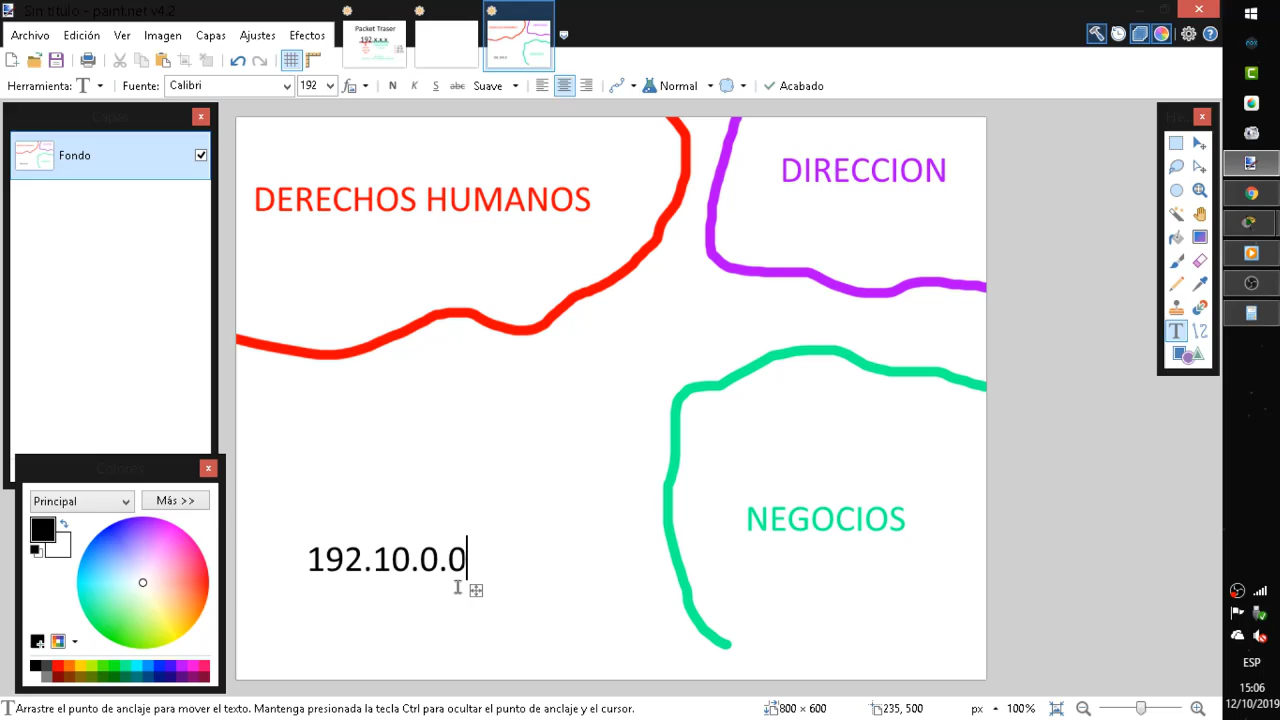 Sin título - paint.net v4.2
Archivo Edición Ver Imagen Capas Ajustes Efectos
Packet Traser
192.x.x.x
Herramienta: T Fuente: Calibri 192 N K S abc Suave Normal Acabado
Capas
Fondo
DERECHOS HUMANOS
DIRECCION
Colores
Principal Más >>
NEGOCIOS
192.10.0.0
ESP
15:06
12/10/2019
Arrastre el punto de anclaje para mover el texto. Mantenga presionada la tecla Ctrl para ocultar el punto de anclaje y el cursor. 800 × 600 235, 500 px 100%